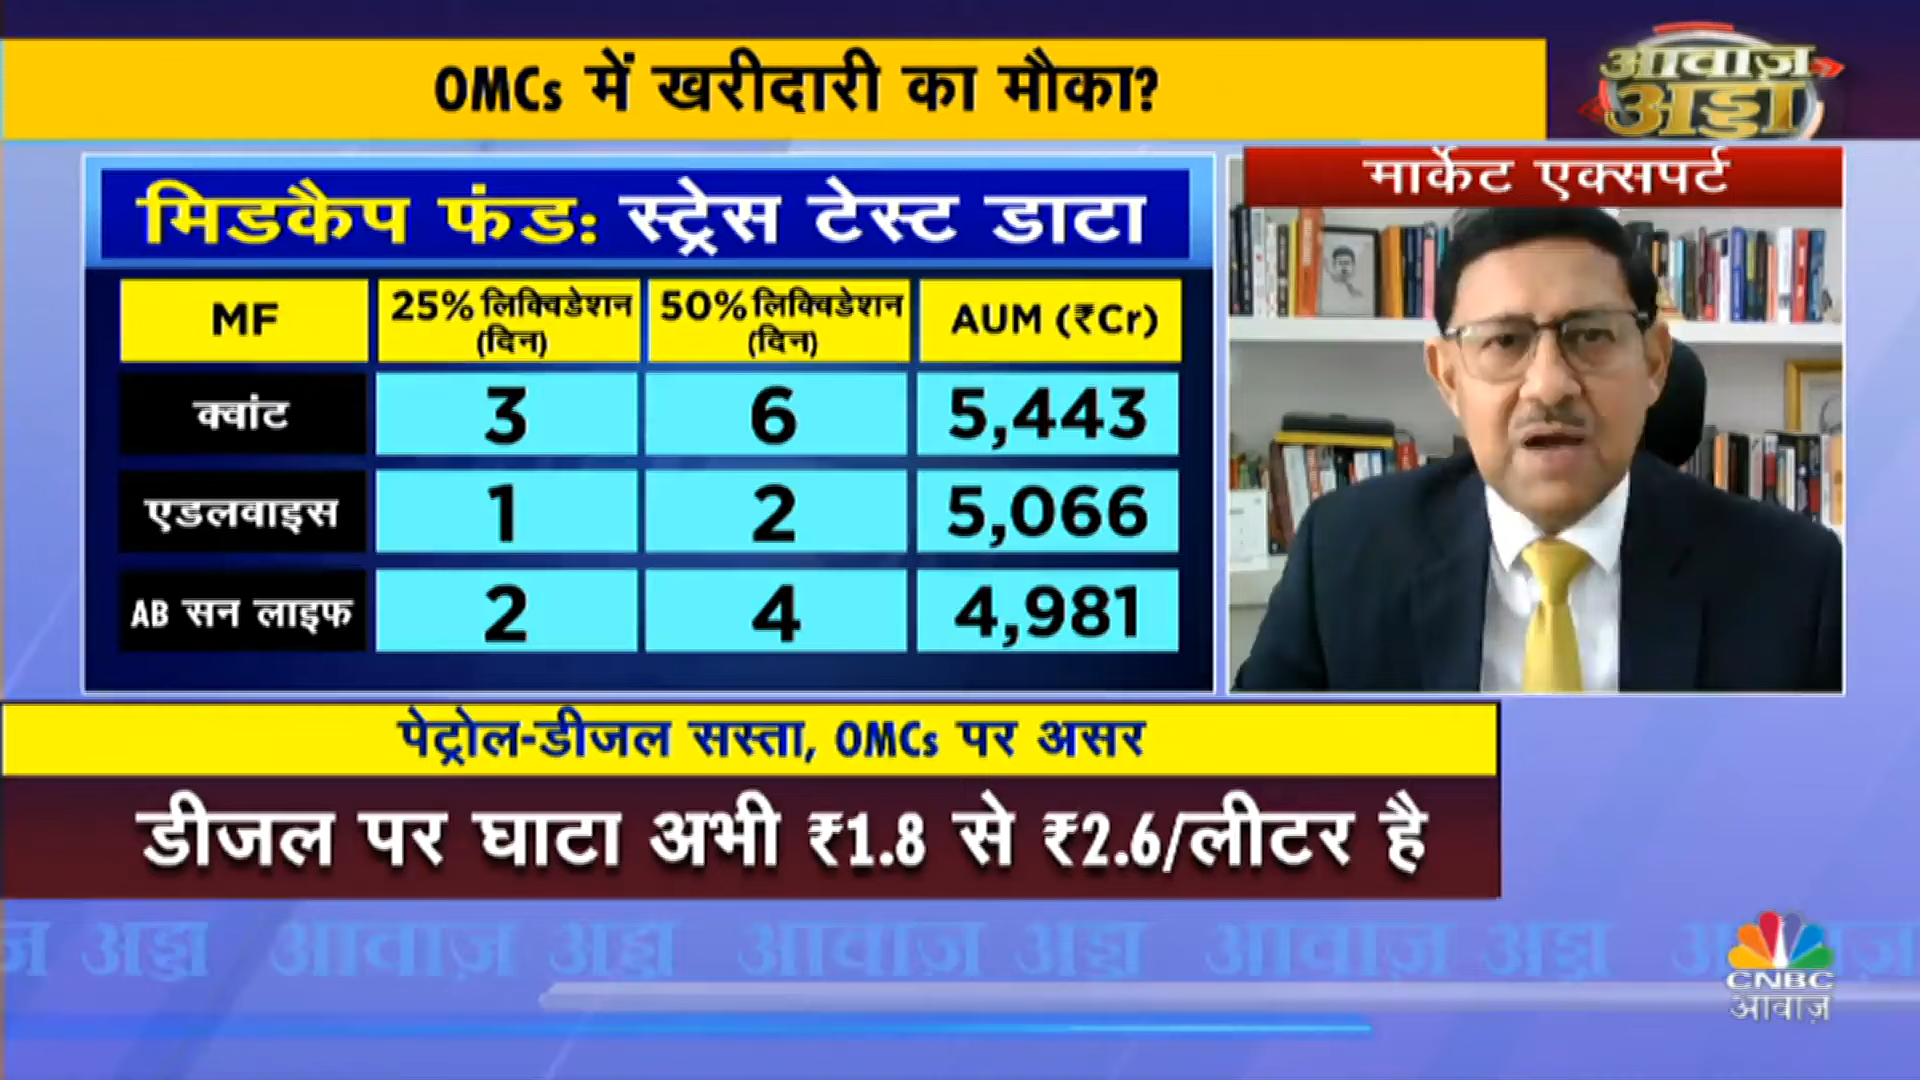 OMCs में खरीदारी का मौका?
आवाज़
अड्डा
मिडकैप फंड: स्ट्रेस टेस्ट डाटा
मार्केट एक्सपर्ट
MF 25% लिक्विडेशन (दिन) 50% लिक्विडेशन (दिन) AUM (₹Cr)
क्वांट 3 6 5,443
एडलवाइस 1 2 5,066
AB सन लाइफ 2 4 4,981
पेट्रोल-डीजल सस्ता, OMCs पर असर
डीजल पर घाटा अभी ₹1.8 से ₹2.6/लीटर है
ज़ अड्डा आवाज़ अड्डा आवाज़ अड्डा आवाज़ अड्डा आवाज़
CNBC
आवाज़